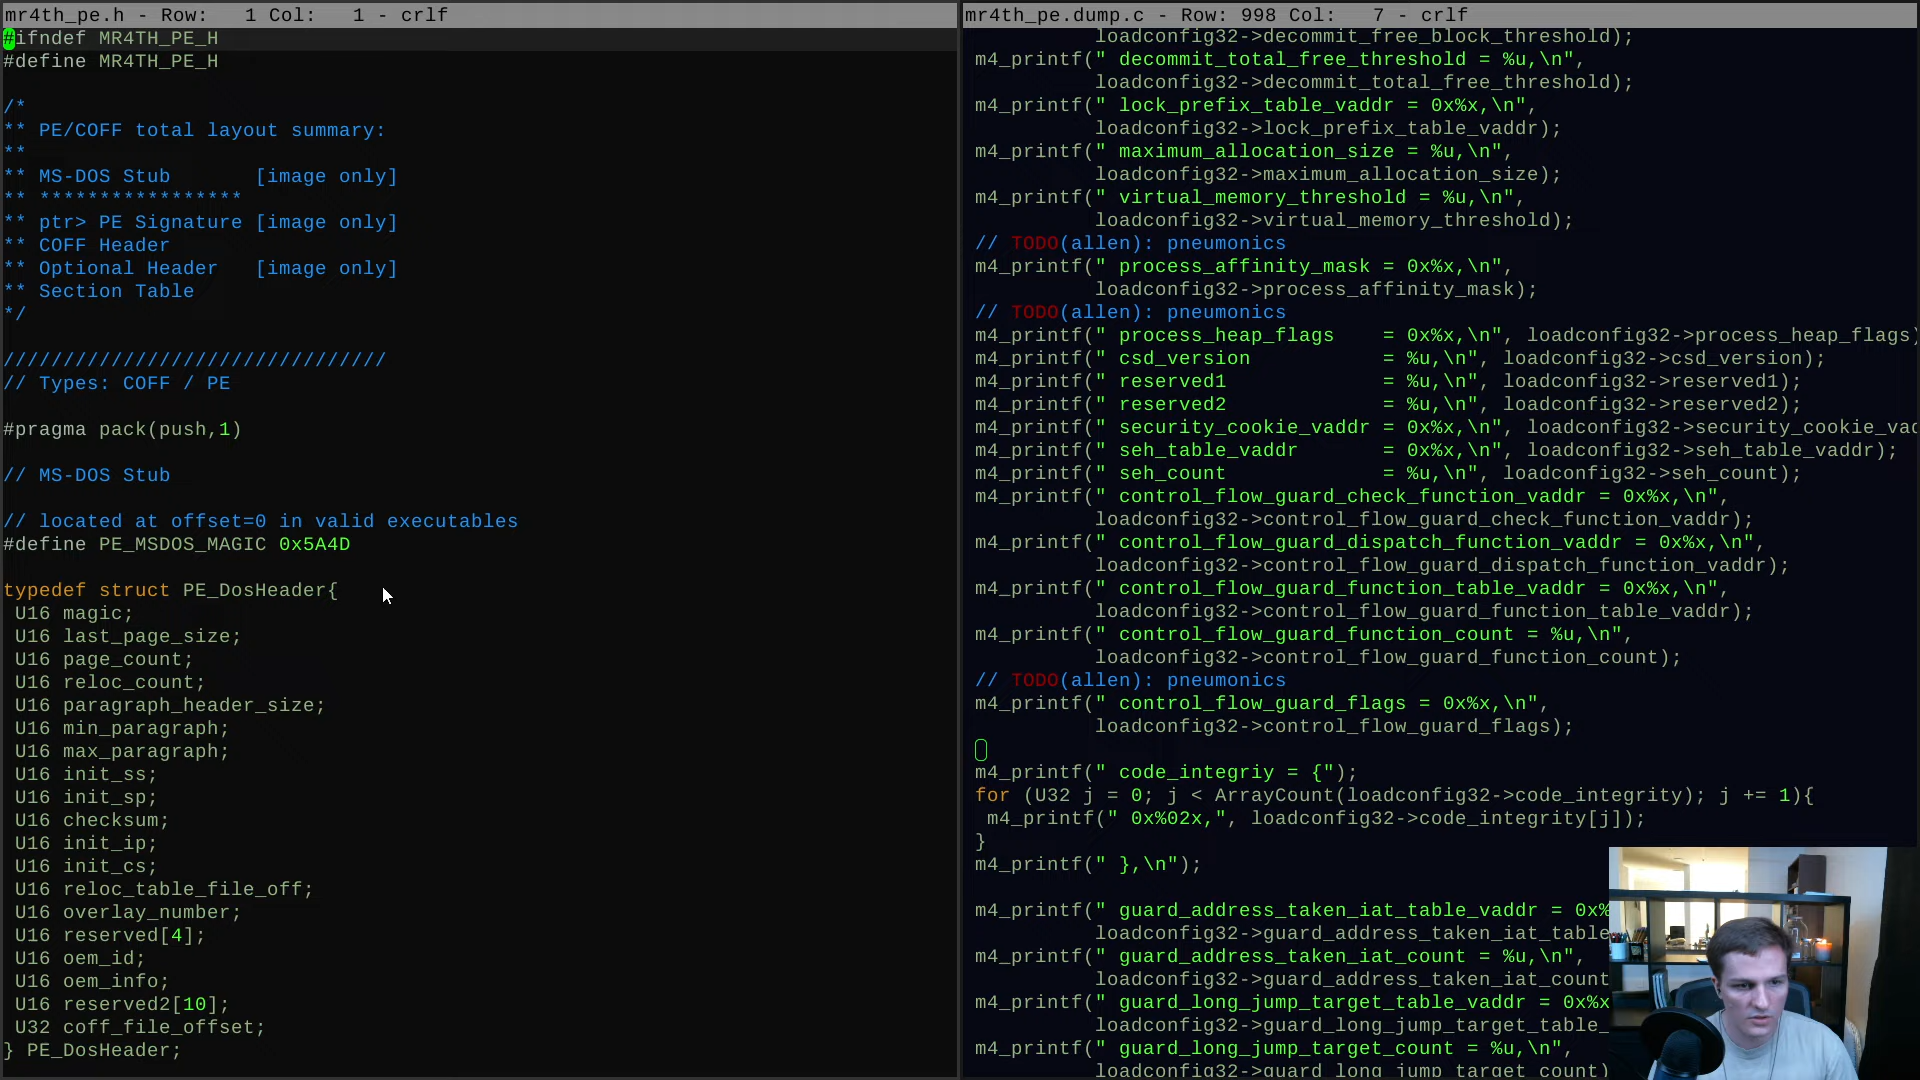 mr4th_pe.h - Row:   1 Col:   1 - crlf
#ifndef MR4TH_PE_H
#define MR4TH_PE_H

/*
** PE/COFF total layout summary:
**
** MS-DOS Stub       [image only]
** *****************
** ptr> PE Signature [image only]
** COFF Header
** Optional Header   [image only]
** Section Table
*/

////////////////////////////////
// Types: COFF / PE

#pragma pack(push,1)

// MS-DOS Stub

// located at offset=0 in valid executables
#define PE_MSDOS_MAGIC 0x5A4D

typedef struct PE_DosHeader{
 U16 magic;
 U16 last_page_size;
 U16 page_count;
 U16 reloc_count;
 U16 paragraph_header_size;
 U16 min_paragraph;
 U16 max_paragraph;
 U16 init_ss;
 U16 init_sp;
 U16 checksum;
 U16 init_ip;
 U16 init_cs;
 U16 reloc_table_file_off;
 U16 overlay_number;
 U16 reserved[4];
 U16 oem_id;
 U16 oem_info;
 U16 reserved2[10];
 U32 coff_file_offset;
} PE_DosHeader;
mr4th_pe.dump.c - Row: 998 Col:   7 - crlf
          loadconfig32->decommit_free_block_threshold);
m4_printf(" decommit_total_free_threshold = %u,\n",
          loadconfig32->decommit_total_free_threshold);
m4_printf(" lock_prefix_table_vaddr = 0x%x,\n",
          loadconfig32->lock_prefix_table_vaddr);
m4_printf(" maximum_allocation_size = %u,\n",
          loadconfig32->maximum_allocation_size);
m4_printf(" virtual_memory_threshold = %u,\n",
          loadconfig32->virtual_memory_threshold);
// TODO(allen): pneumonics
m4_printf(" process_affinity_mask = 0x%x,\n",
          loadconfig32->process_affinity_mask);
// TODO(allen): pneumonics
m4_printf(" process_heap_flags    = 0x%x,\n", loadconfig32->process_heap_flags)
m4_printf(" csd_version           = %u,\n", loadconfig32->csd_version);
m4_printf(" reserved1             = %u,\n", loadconfig32->reserved1);
m4_printf(" reserved2             = %u,\n", loadconfig32->reserved2);
m4_printf(" security_cookie_vaddr = 0x%x,\n", loadconfig32->security_cookie_vad
m4_printf(" seh_table_vaddr       = 0x%x,\n", loadconfig32->seh_table_vaddr);
m4_printf(" seh_count             = %u,\n", loadconfig32->seh_count);
m4_printf(" control_flow_guard_check_function_vaddr = 0x%x,\n",
          loadconfig32->control_flow_guard_check_function_vaddr);
m4_printf(" control_flow_guard_dispatch_function_vaddr = 0x%x,\n",
          loadconfig32->control_flow_guard_dispatch_function_vaddr);
m4_printf(" control_flow_guard_function_table_vaddr = 0x%x,\n",
          loadconfig32->control_flow_guard_function_table_vaddr);
m4_printf(" control_flow_guard_function_count = %u,\n",
          loadconfig32->control_flow_guard_function_count);
// TODO(allen): pneumonics
m4_printf(" control_flow_guard_flags = 0x%x,\n",
          loadconfig32->control_flow_guard_flags);

m4_printf(" code_integriy = {");
for (U32 j = 0; j < ArrayCount(loadconfig32->code_integrity); j += 1){
 m4_printf(" 0x%02x,", loadconfig32->code_integrity[j]);
}
m4_printf(" },\n");

m4_printf(" guard_address_taken_iat_table_vaddr = 0x%
          loadconfig32->guard_address_taken_iat_table
m4_printf(" guard_address_taken_iat_count = %u,\n",
          loadconfig32->guard_address_taken_iat_count
m4_printf(" guard_long_jump_target_table_vaddr = 0x%x
          loadconfig32->guard_long_jump_target_table_
m4_printf(" guard_long_jump_target_count = %u,\n",
          loadconfig32->guard_long_jump_target_count)